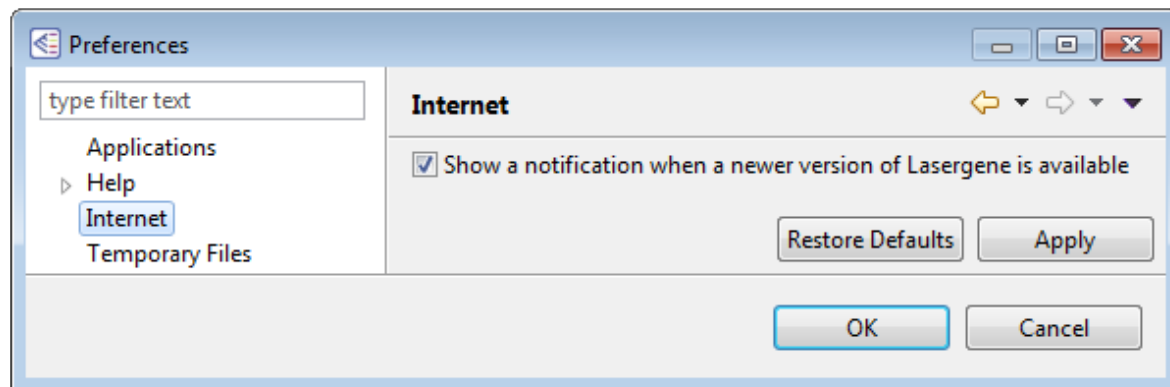 Preferences
type filter text
Applications
Help
Internet
Temporary Files
Internet
Show a notification when a newer version of Lasergene is available
Restore Defaults
Apply
OK
Cancel